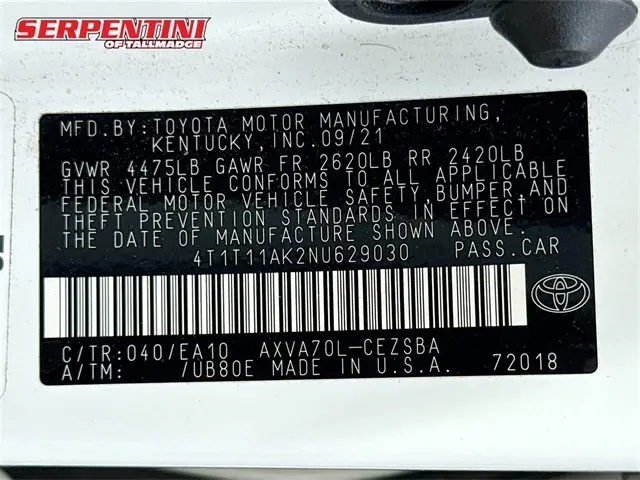 SERPENTINI
OF TALLMADGE
MFD.BY:TOYOTA MOTOR MANUFACTURING,
KENTUCKY,INC.09/21
GVWR 4475LB GAWR FR 2620LB RR 2420LB
THIS VEHICLE CONFORMS TO ALL APPLICABLE
FEDERAL MOTOR VEHICLE SAFETY,BUMPER,AND
THEFT PREVENTION STANDARDS IN EFFECT ON
THE DATE OF MANUFACTURE SHOWN ABOVE.
4T1T11AK2NU629030 PASS.CAR
C/TR:040/EA10 AXVA70L-CEZSBA
A/TM: /UB80E MADE IN U.S.A. 72018